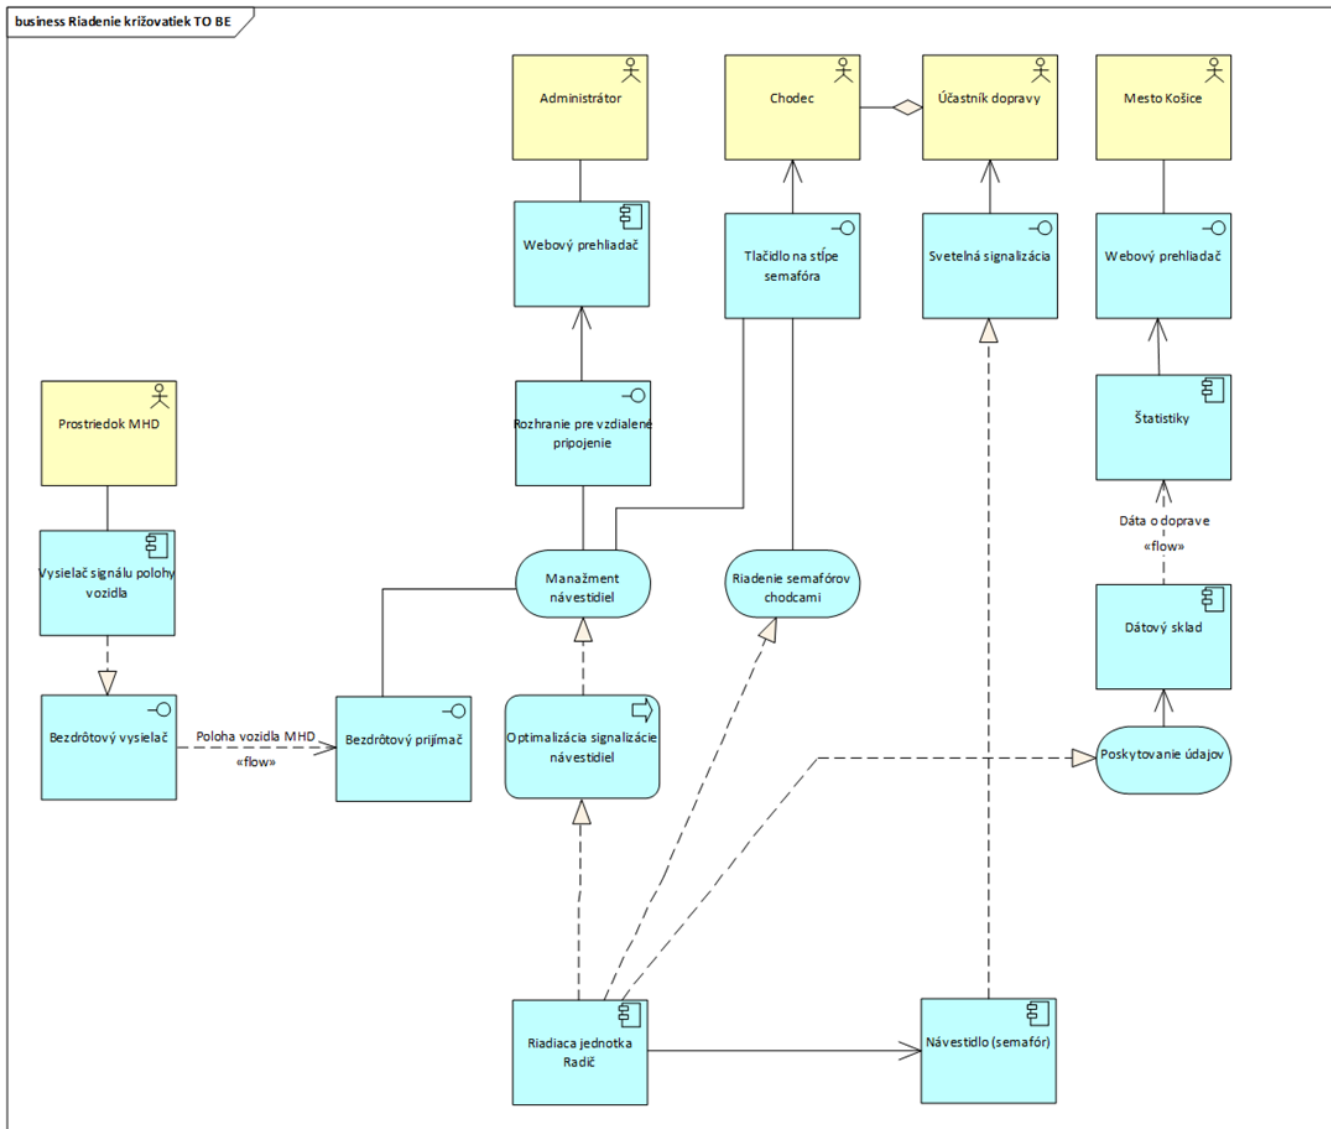 business Riadenie križovatiek TO BE
Administrátor
Chodec
Účastník dopravy
Mesto Košice
Webový prehliadač
Tlačidlo na stĺpe
semafóra
Svetelná signalizácia
Webový prehliadač
Prostriedok MHD
Rozhranie pre vzdialené
pripojenie
Štatistiky
Dáta o doprave
«flow»
Vysielač signálu polohy
vozidla
Manažment
návestidiel
Riadenie semafórov
chodcami
Dátový sklad
Bezdrôtový vysielač
Poloha vozidla MHD
«flow»
Bezdrôtový prijímač
Optimalizácia signalizácie
návestidiel
Poskytovanie údajov
Riadiaca jednotka
Radič
Návestidlo (semafór)